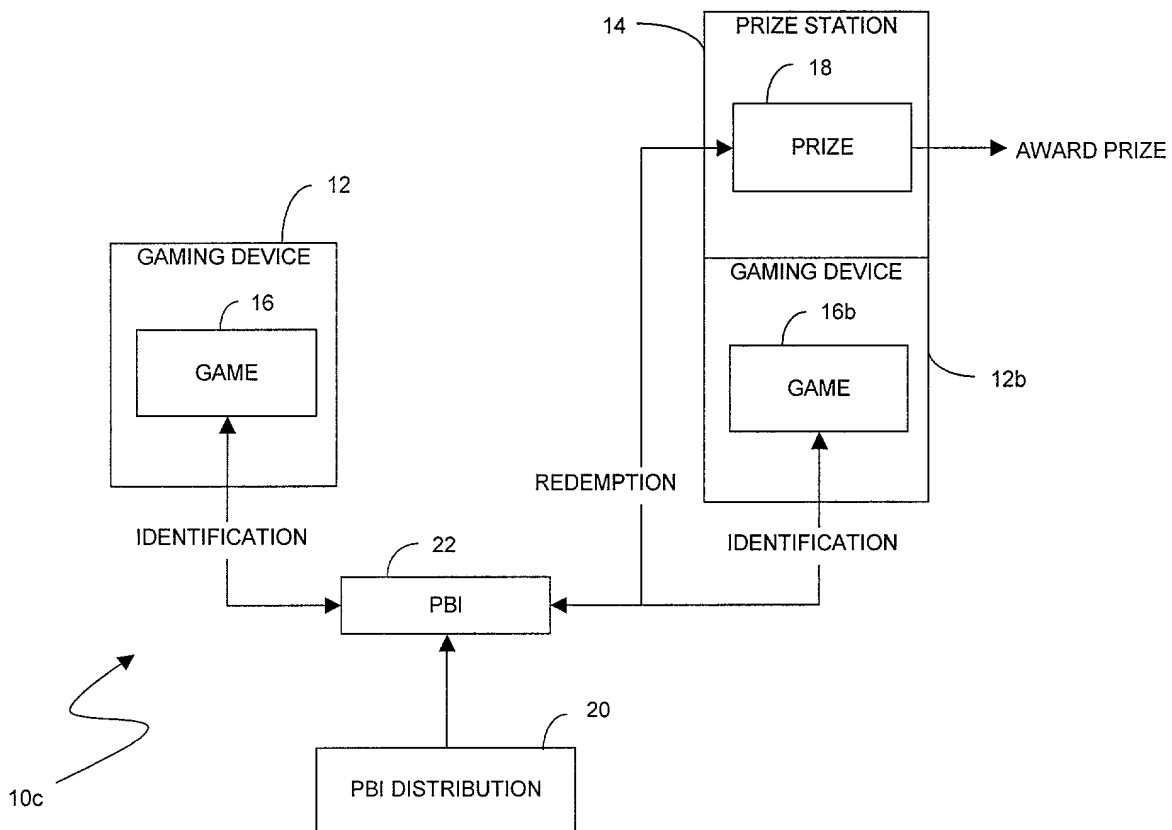 14
PRIZE STATION
18
PRIZE
AWARD PRIZE
12
GAMING DEVICE
16
GAME
GAMING DEVICE
16b
GAME
12b
REDEMPTION
IDENTIFICATION
IDENTIFICATION
22
PBI
20
PBI DISTRIBUTION
10c